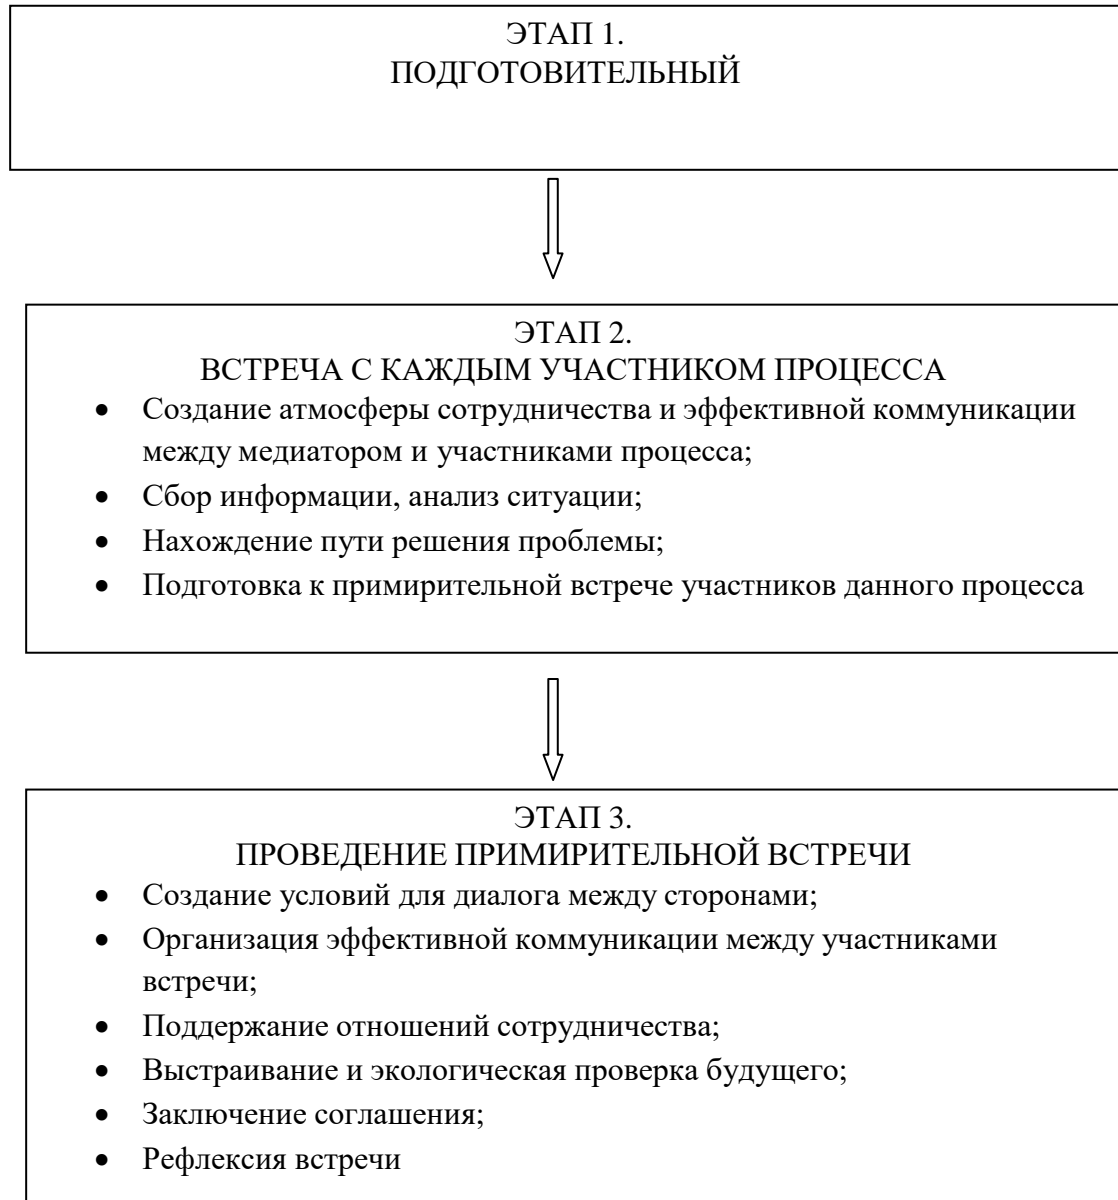 ЭТАП 1.
ПОДГОТОВИТЕЛЬНЫЙ
ЭТАП 2.
ВСТРЕЧА С КАЖДЫМ УЧАСТНИКОМ ПРОЦЕССА
• Создание атмосферы сотрудничества и эффективной коммуникации
между медиатором и участниками процесса;
• Сбор информации, анализ ситуации;
• Нахождение пути решения проблемы;
• Подготовка к примирительной встрече участников данного процесса
ЭТАП 3.
ПРОВЕДЕНИЕ ПРИМИРИТЕЛЬНОЙ ВСТРЕЧИ
• Создание условий для диалога между сторонами;
• Организация эффективной коммуникации между участниками
встречи;
• Поддержание отношений сотрудничества;
• Выстраивание и экологическая проверка будущего;
• Заключение соглашения;
• Рефлексия встречи